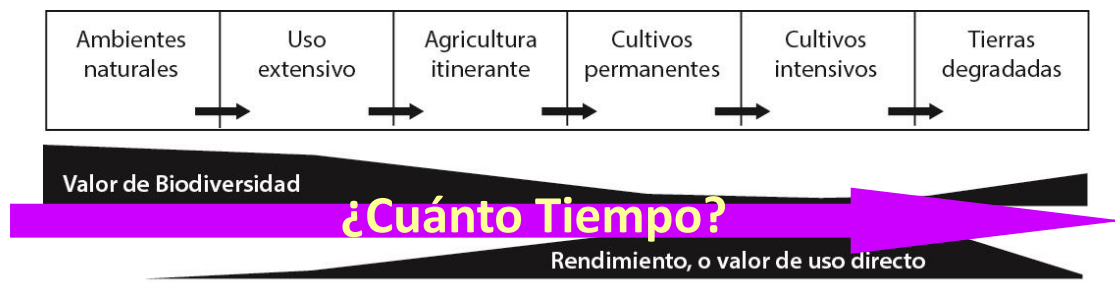 Ambientes
naturales
Uso
extensivo
Agricultura
itinerante
Cultivos
permanentes
Cultivos
intensivos
Tierras
degradadas
Valor de Biodiversidad
¿Cuánto Tiempo?
Rendimiento, o valor de uso directo